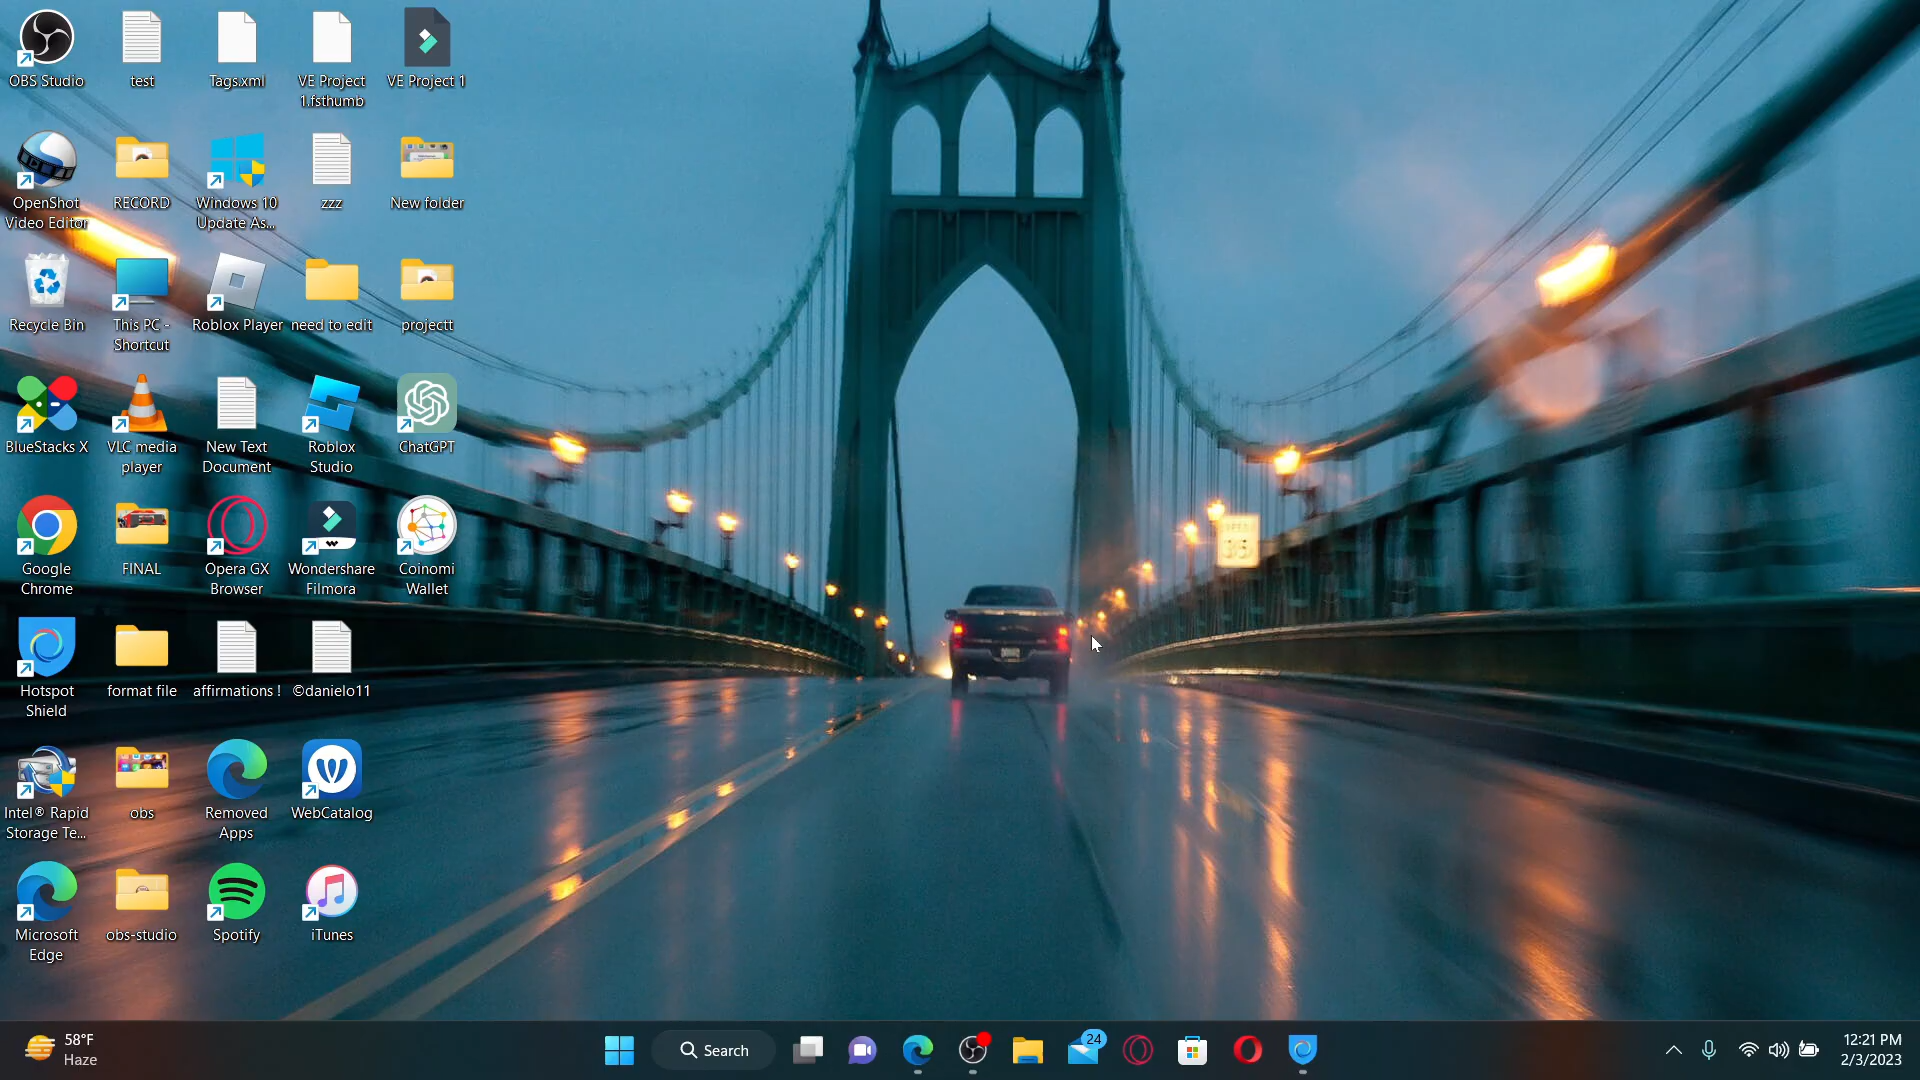 OBS Studio
test
Tags.xml
VE Project
1.fsthumb
VE Project 1
OpenShot
Video Editor
RECORD
Windows 10
Update As...
zzz
New folder
Recycle Bin
This PC -
Shortcut
Roblox Player
need to edit
projectt
BlueStacks X
VLC media
player
New Text
Document
Roblox
Studio
ChatGPT
Google
Chrome
FINAL
Opera GX
Browser
Wondershare
Filmora
Coinomi
Wallet
Hotspot
Shield
format file
affirmations !
©danielo11
Intel® Rapid
Storage Te...
obs
Removed
Apps
WebCatalog
Microsoft
Edge
obs-studio
Spotify
iTunes
58°F
Haze
Search
24
12:21 PM
2/3/2023